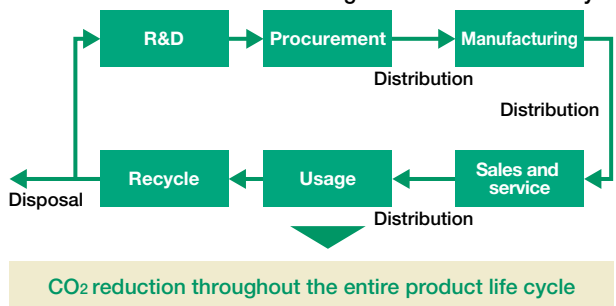 R&D
Procurement
Manufacturing
Distribution
Distribution
Recycle
Usage
Sales and
service
Disposal
Distribution
CO2 reduction throughout the entire product life cycle